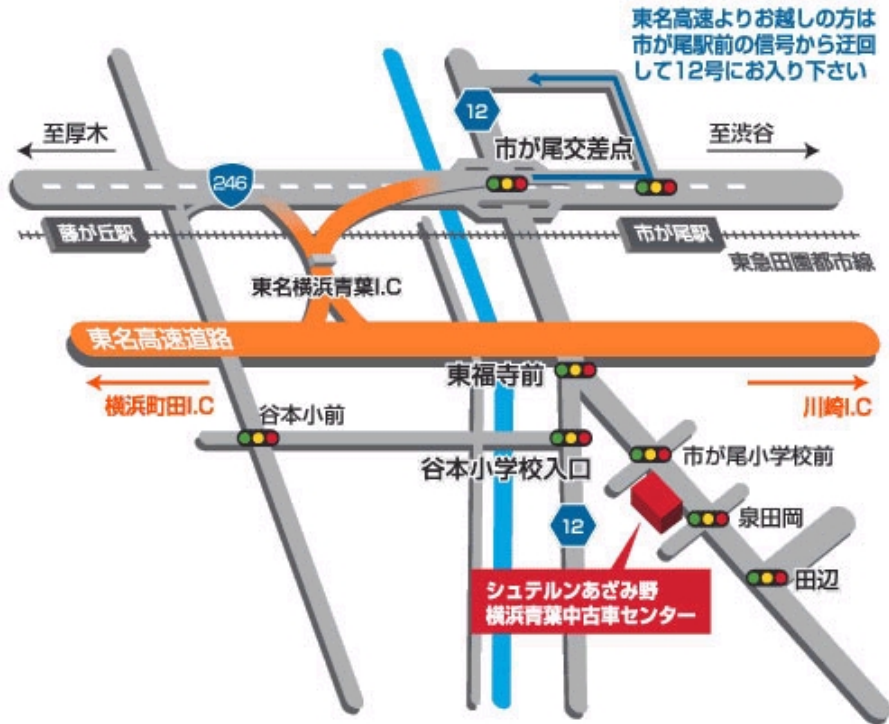 東名高速よりお越しの方は
市が尾駅前の信号から迂回
して12号にお入り下さい
12
至厚木
市が尾交差点
至渋谷
246
藤が丘駅
市が尾駅
東急田園都市線
東名横浜青葉I.C
東名高速道路
東福寺前
横浜町田I.C
川崎I.C
谷本小前
谷本小学校入口
市が尾小学校前
泉田岡
12
田辺
シュテルンあざみ野
横浜青葉中古車センター